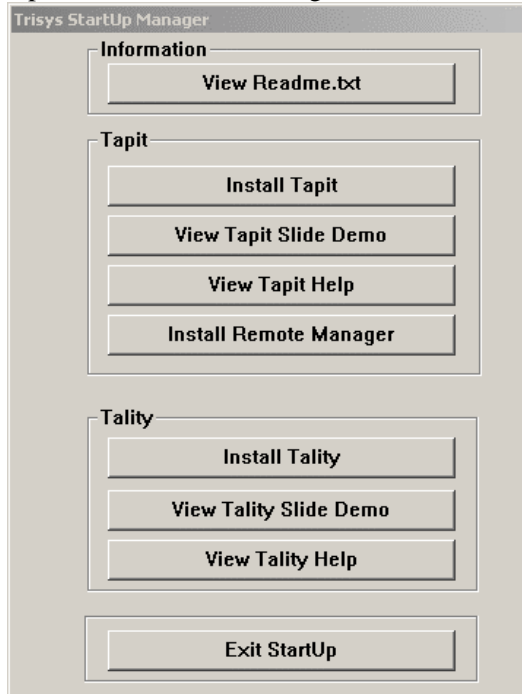 Trisys StartUp Manager
Information
View Readme.txt
Tapit
Install Tapit
View Tapit Slide Demo
View Tapit Help
Install Remote Manager
Tality
Install Tality
View Tality Slide Demo
View Tality Help
Exit StartUp